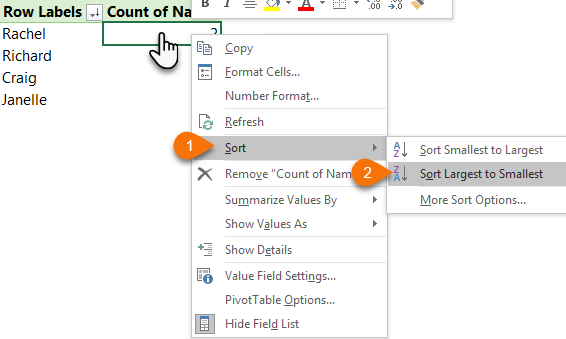 B I A .00 .00
Row Labels Count of Na
Rachel 2
Richard
Craig
Janelle
Copy
Format Cells...
Number Format...
Refresh
1 Sort
Remove "Count of Nam
Summarize Values By
Show Values As
Show Details
Value Field Settings...
PivotTable Options...
Hide Field List
Sort Smallest to Largest
2 Sort Largest to Smallest
More Sort Options...